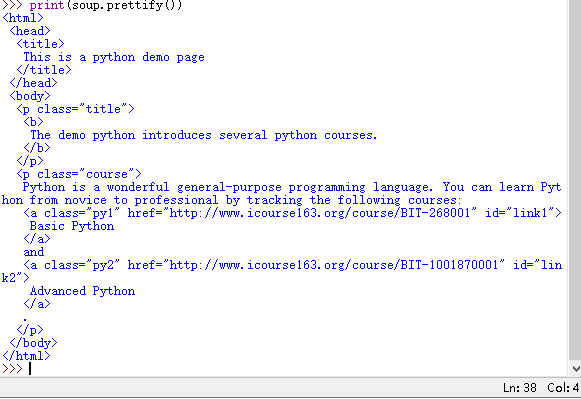 >>> print(soup.prettify())
<html>
 <head>
  <title>
   This is a python demo page
  </title>
 </head>
 <body>
  <p class="title">
   <b>
    The demo python introduces several python courses.
   </b>
  </p>
  <p class="course">
   Python is a wonderful general-purpose programming language. You can learn Pyt
hon from novice to professional by tracking the following courses:
   <a class="py1" href="http://www.icourse163.org/course/BIT-268001" id="link1">
    Basic Python
   </a>
   and
   <a class="py2" href="http://www.icourse163.org/course/BIT-1001870001" id="lin
k2">
    Advanced Python
   </a>
   .
  </p>
 </body>
</html>
>>>
Ln: 38 Col: 4